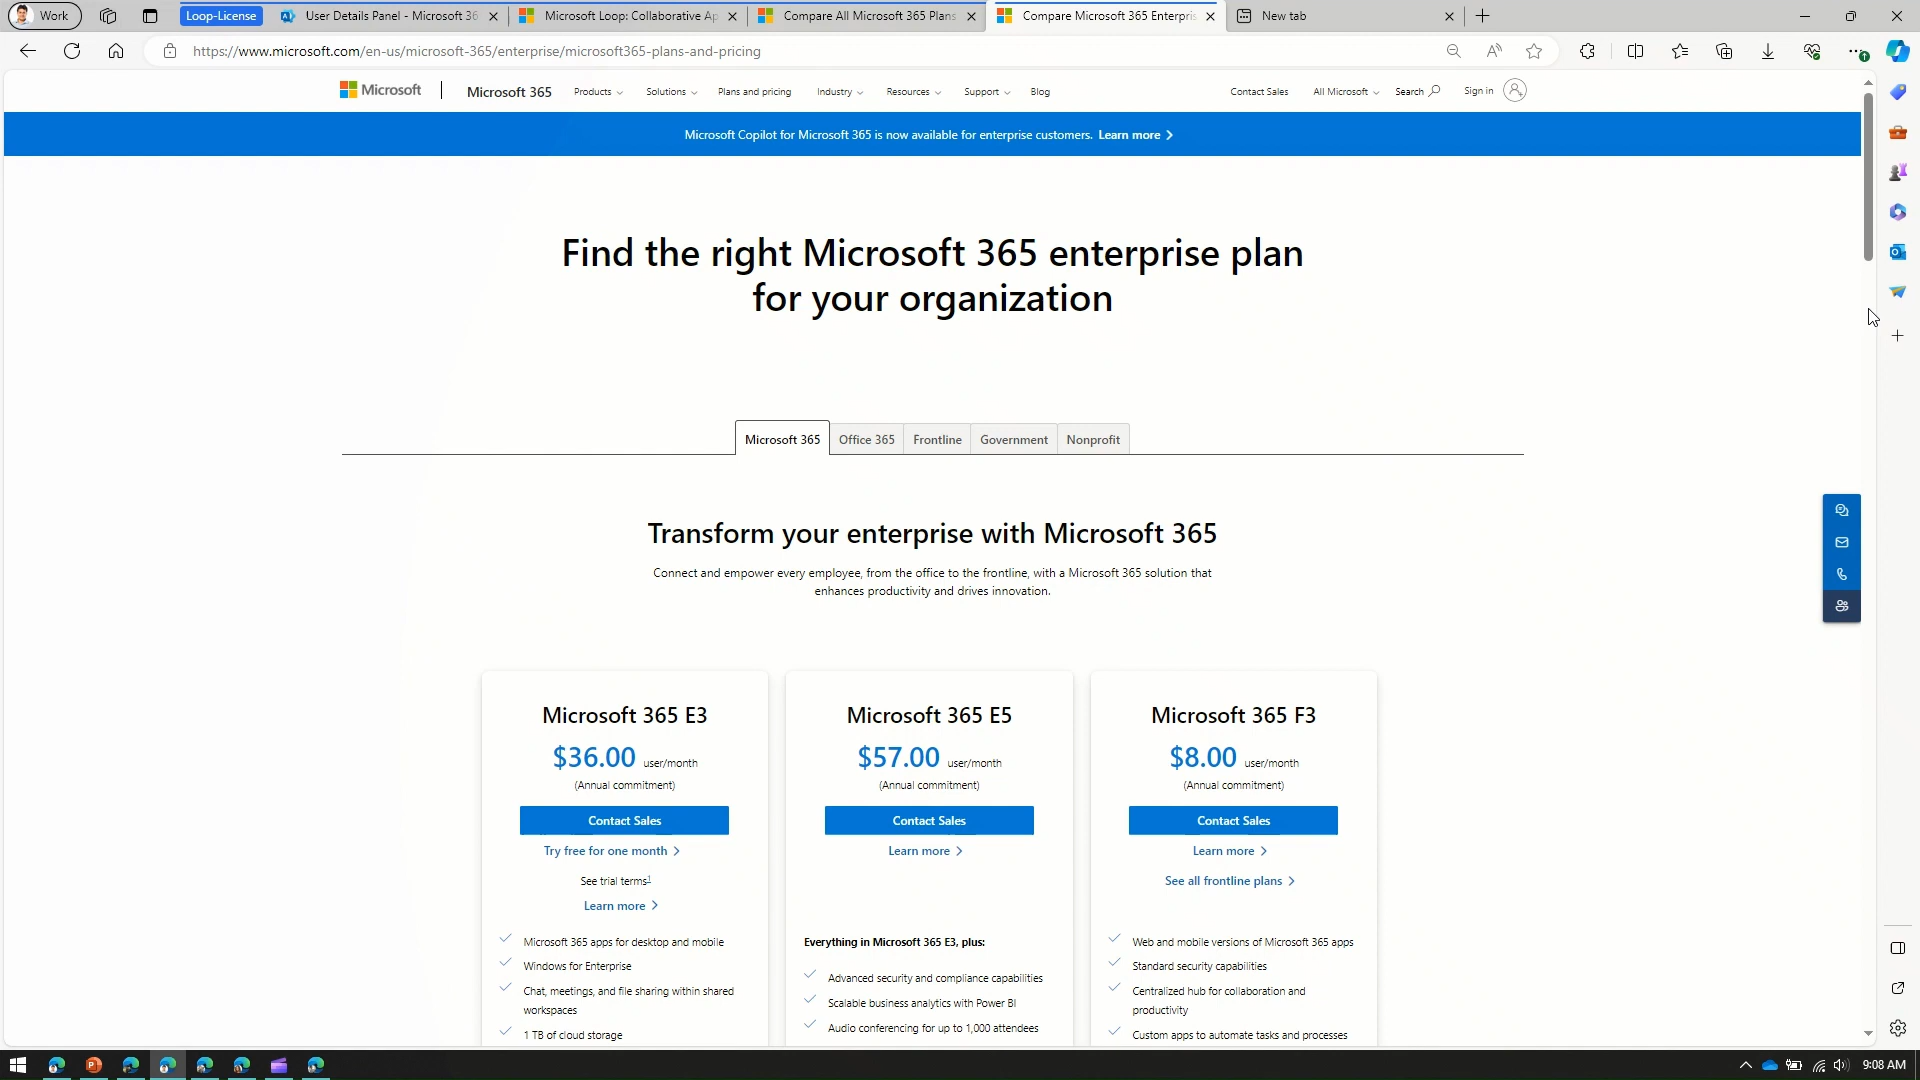 Work
Loop-License
User Details Panel - Microsoft 36
Microsoft Loop: Collaborative Ap
Compare All Microsoft 365 Plans
Compare Microsoft 365 Enterpris
New tab
https://www.microsoft.com/en-us/microsoft-365/enterprise/microsoft365-plans-and-pricing
Microsoft
Microsoft 365
Products
Solutions
Plans and pricing
Industry
Resources
Support
Blog
Contact Sales
All Microsoft
Search
Sign in
Microsoft Copilot for Microsoft 365 is now available for enterprise customers. Learn more
Find the right Microsoft 365 enterprise plan
for your organization
Microsoft 365
Office 365
Frontline
Government
Nonprofit
Transform your enterprise with Microsoft 365
Connect and empower every employee, from the office to the frontline, with a Microsoft 365 solution that
enhances productivity and drives innovation.
Microsoft 365 E3
$36.00 user/month
(Annual commitment)
Contact Sales
Try free for one month
See trial terms1
Learn more
Microsoft 365 apps for desktop and mobile
Windows for Enterprise
Chat, meetings, and file sharing within shared
workspaces
1 TB of cloud storage
Microsoft 365 E5
$57.00 user/month
(Annual commitment)
Contact Sales
Learn more
Everything in Microsoft 365 E3, plus:
Advanced security and compliance capabilities
Scalable business analytics with Power BI
Audio conferencing for up to 1,000 attendees
Microsoft 365 F3
$8.00 user/month
(Annual commitment)
Contact Sales
Learn more
See all frontline plans
Web and mobile versions of Microsoft 365 apps
Standard security capabilities
Centralized hub for collaboration and
productivity
Custom apps to automate tasks and processes
9:08 AM